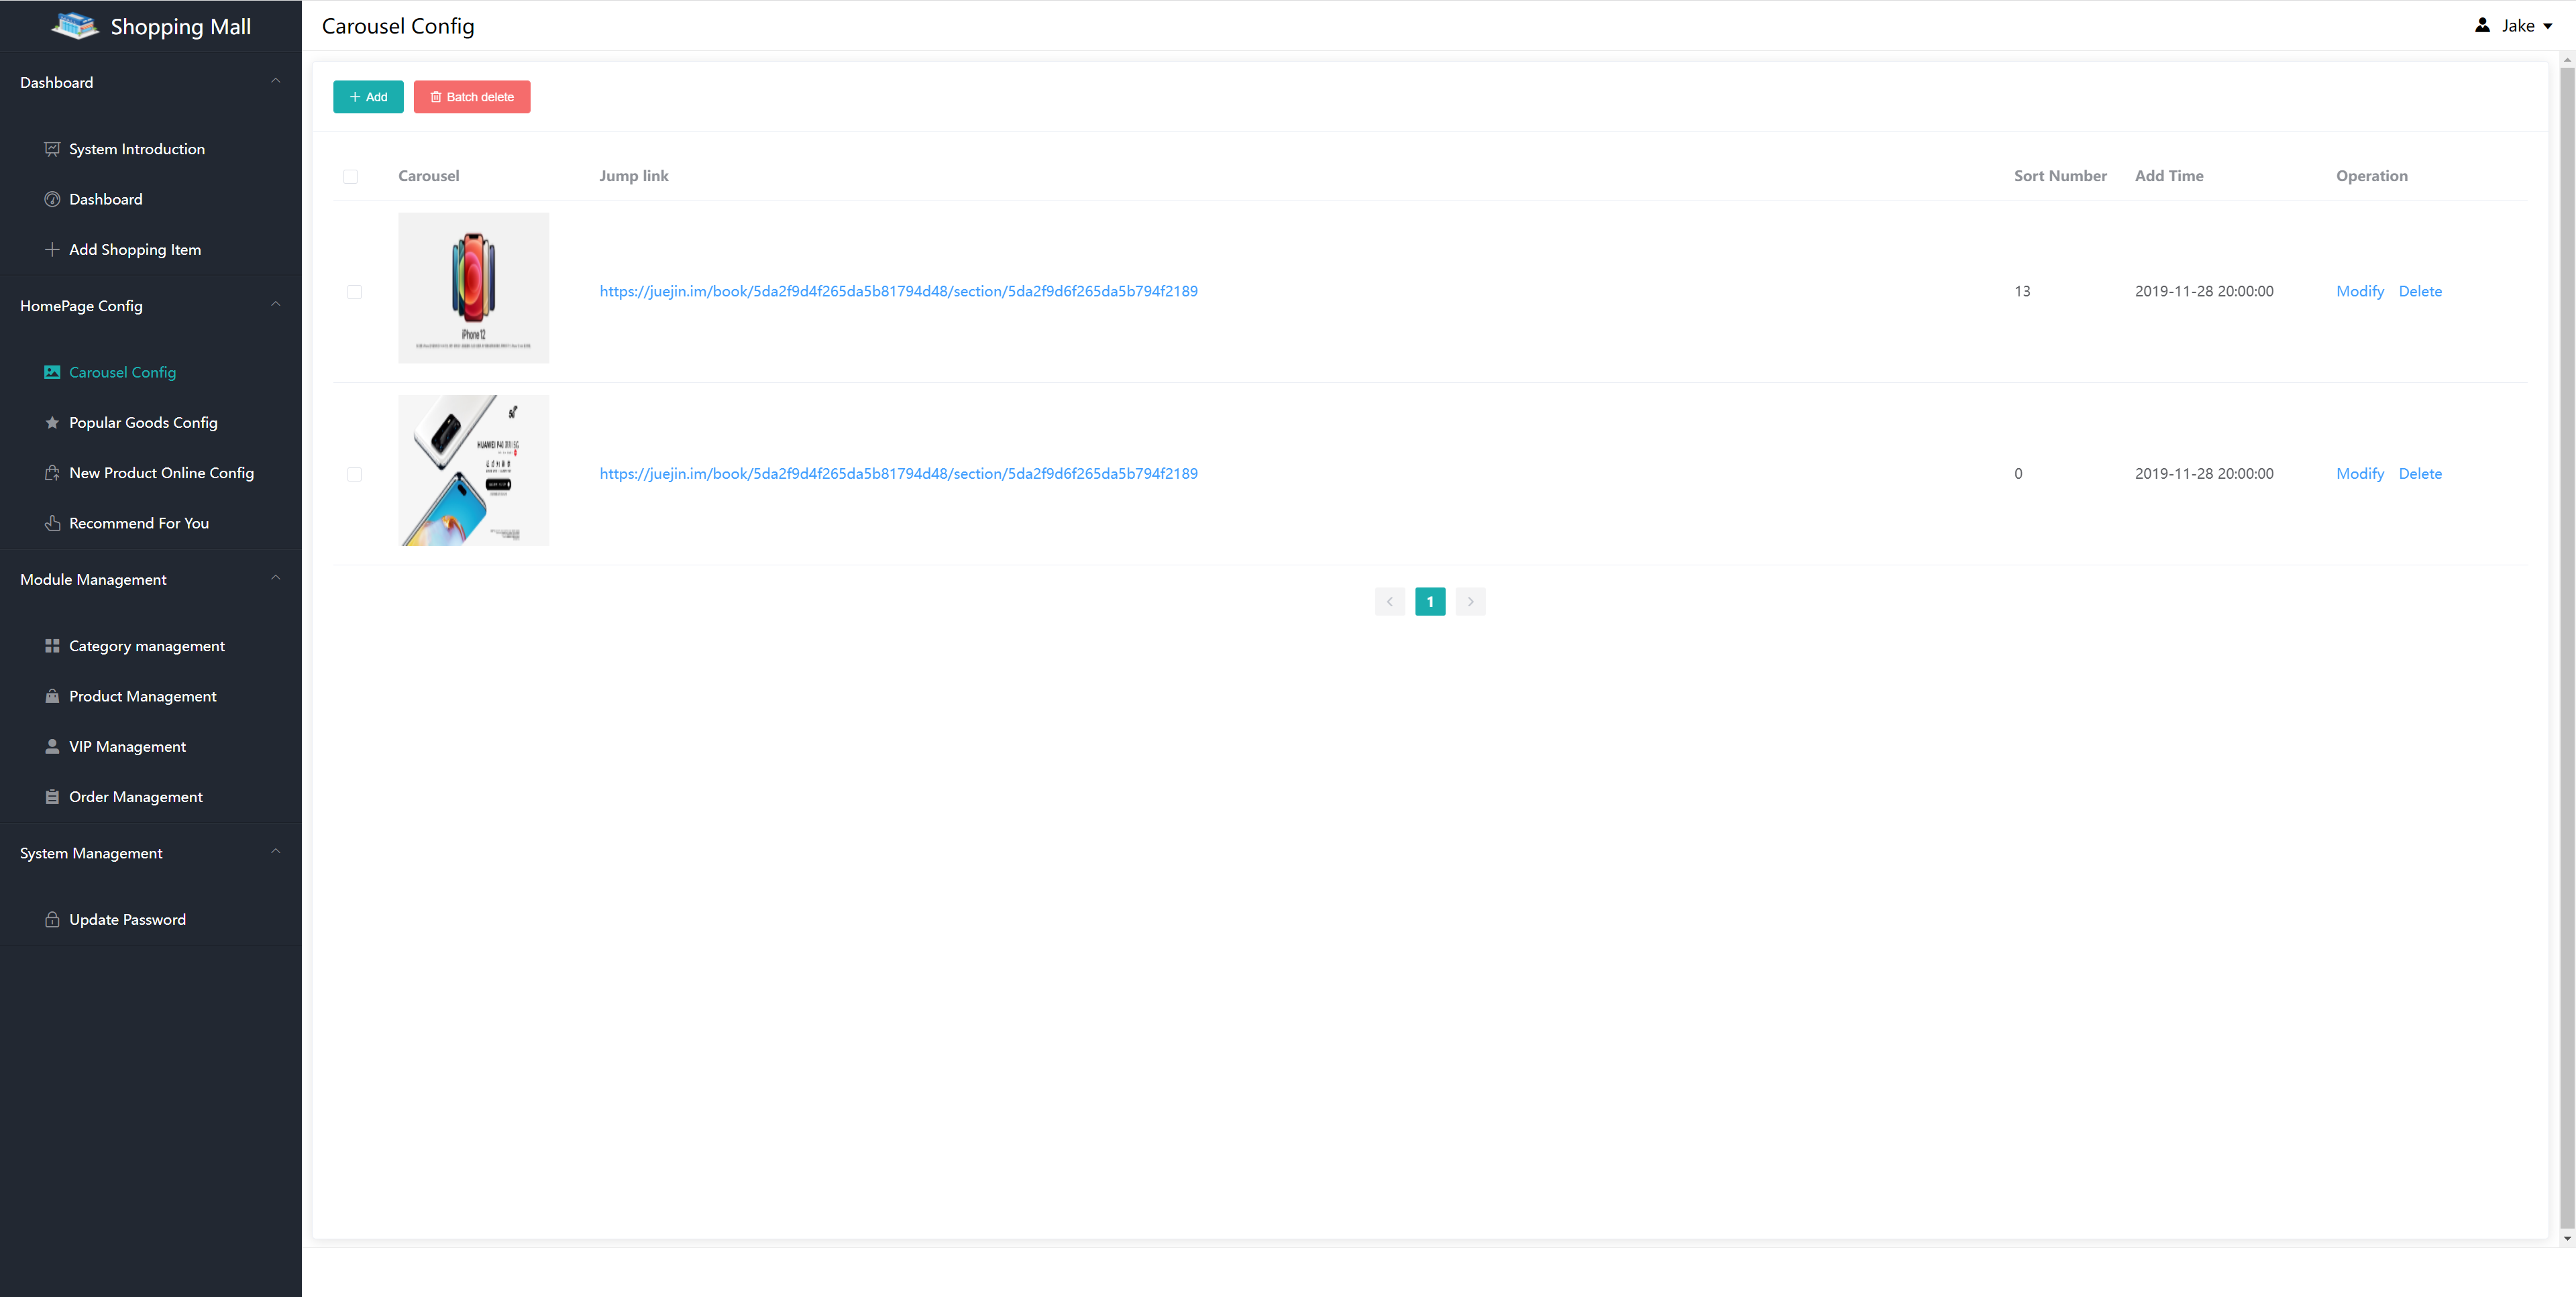 Shopping Mall
Carousel Config
Jake
Dashboard
System Introduction
Dashboard
Add Shopping Item
HomePage Config
Carousel Config
Popular Goods Config
New Product Online Config
Recommend For You
Module Management
Category management
Product Management
VIP Management
Order Management
System Management
Update Password
Add Batch delete
Carousel Jump link Sort Number Add Time Operation
iPhone 12
https://juejin.im/book/5da2f9d4f265da5b81794d48/section/5da2f9d6f265da5b794f2189 13 2019-11-28 20:00:00 Modify Delete
5G
HUAWEI P40
https://juejin.im/book/5da2f9d4f265da5b81794d48/section/5da2f9d6f265da5b794f2189 0 2019-11-28 20:00:00 Modify Delete
1